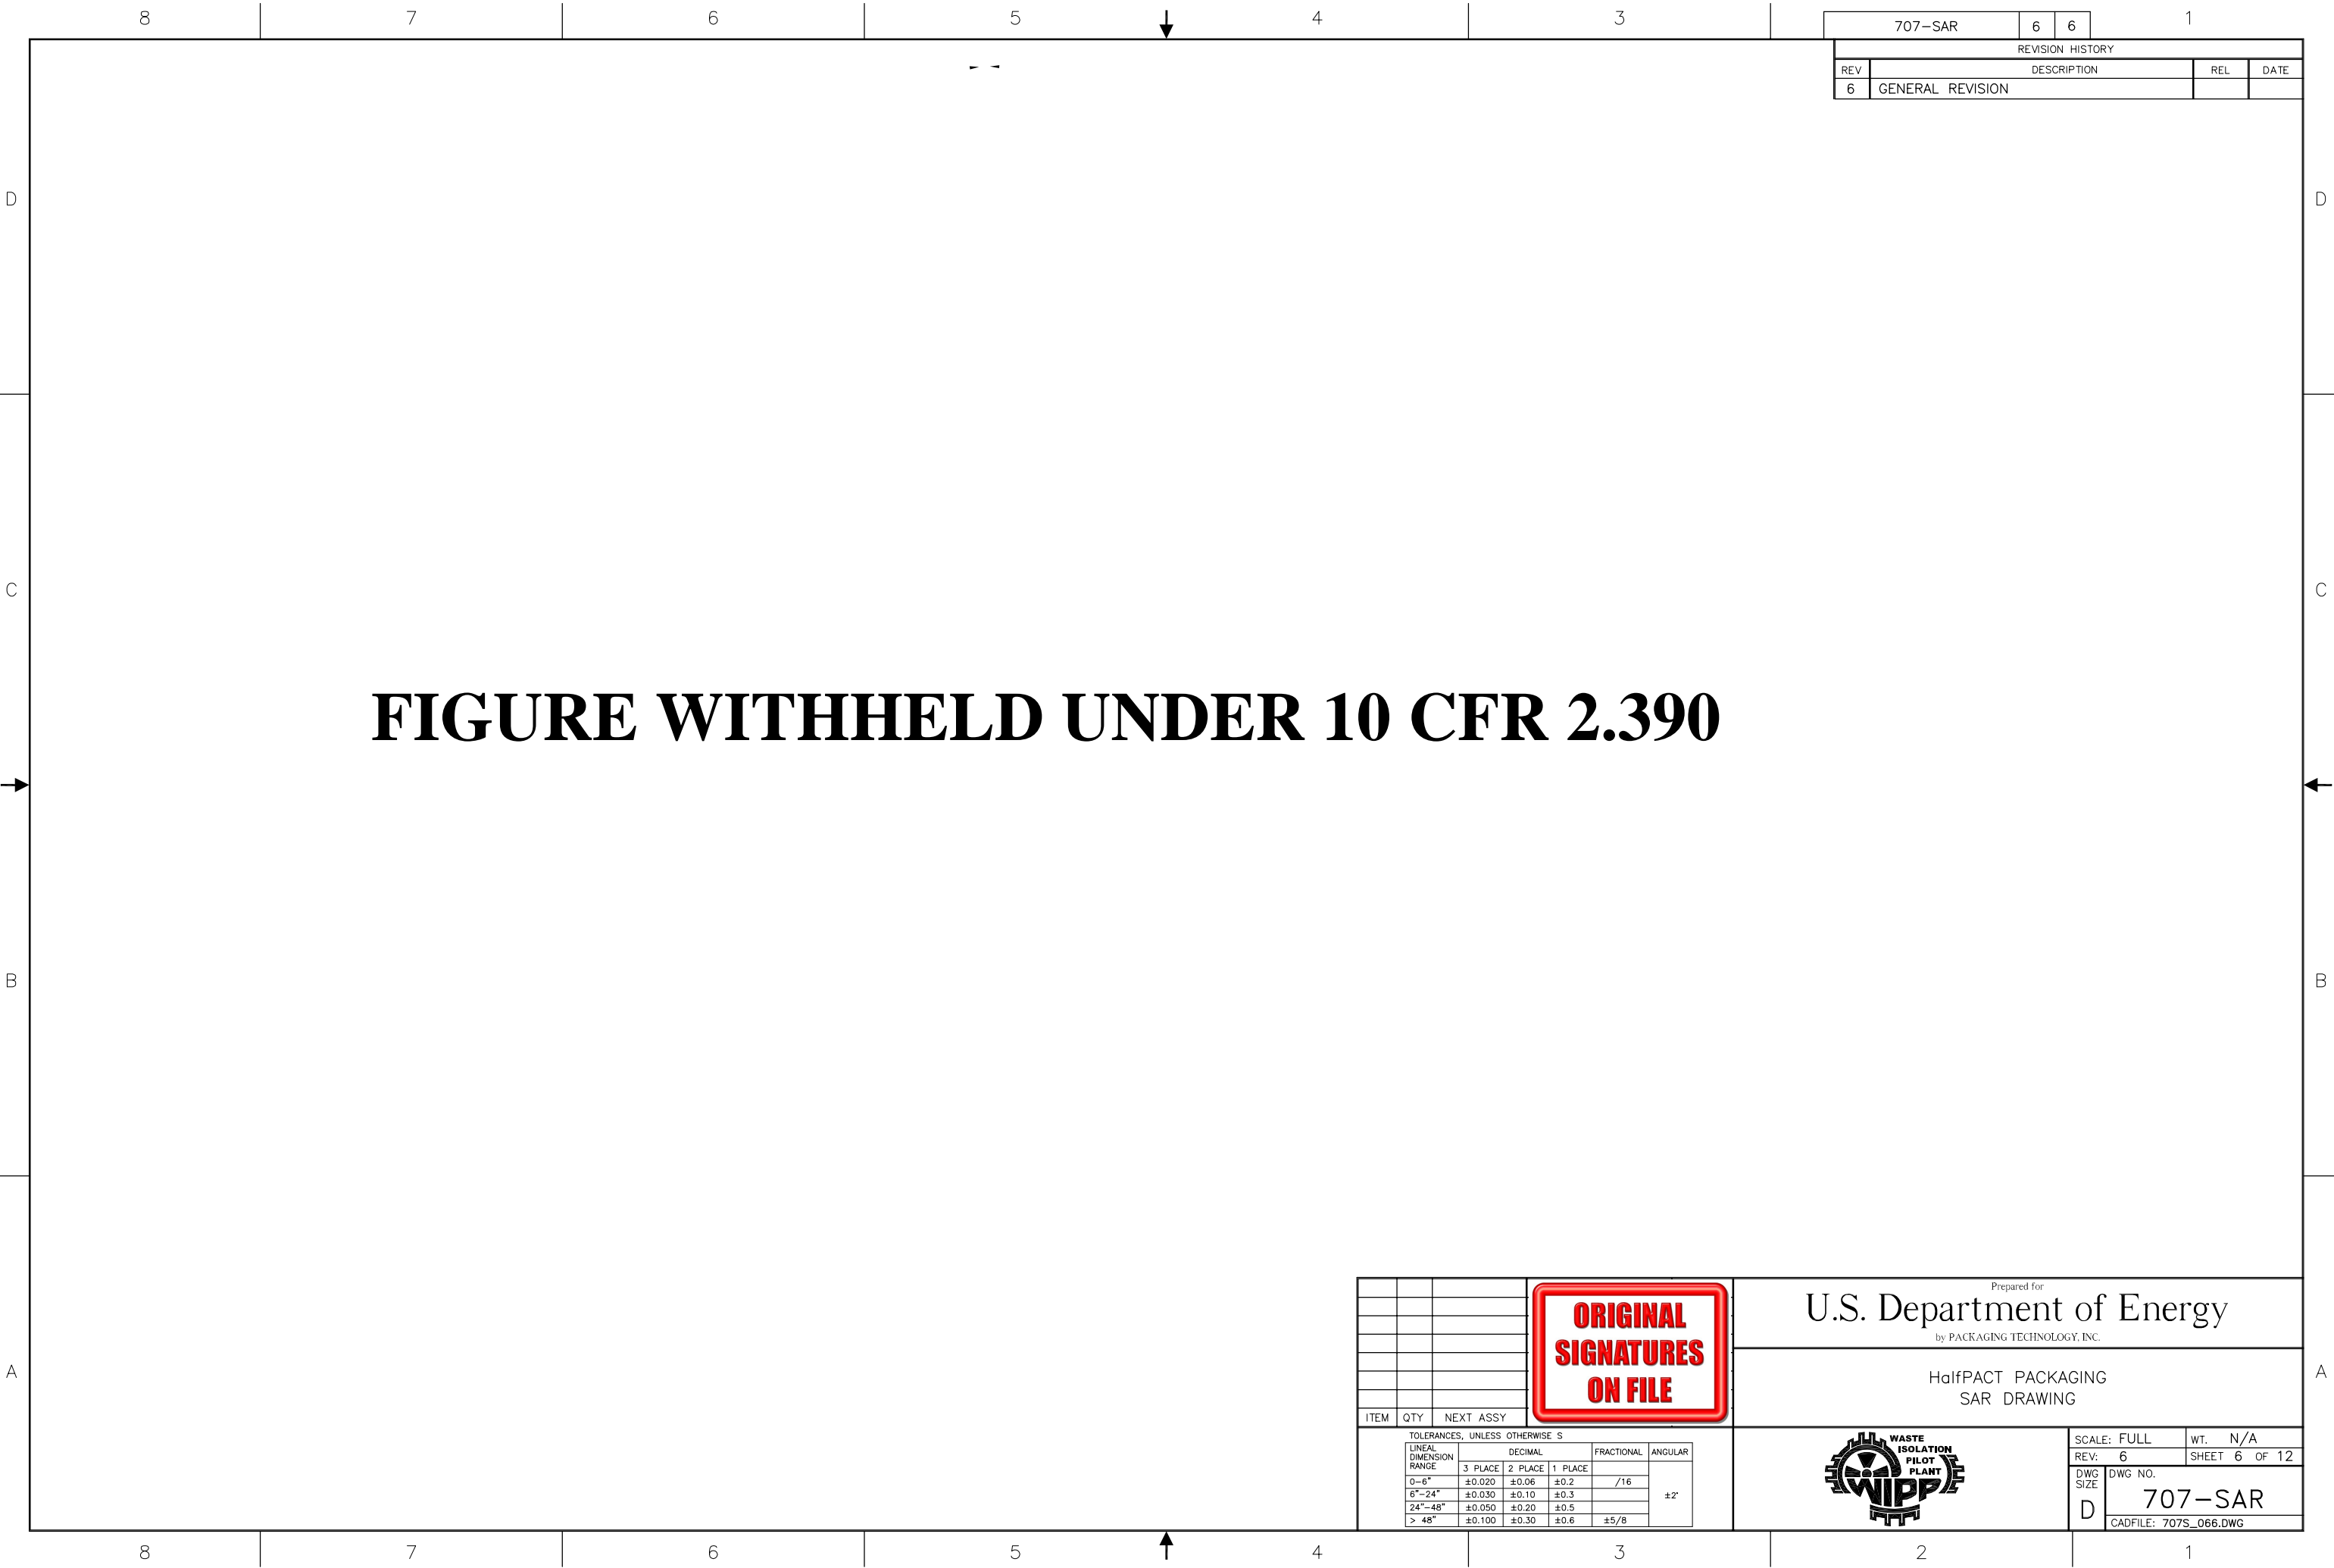 8 7 6 5 4 3 1
707-SAR 6 6
REVISION HISTORY
REV DESCRIPTION REL DATE
6 GENERAL REVISION
D D
C C
FIGURE WITHHELD UNDER 10 CFR 2.390
B B
A A
ORIGINAL
SIGNATURES
ON FILE
ITEM QTY NEXT ASSY
Prepared for
U.S. Department of Energy
by PACKAGING TECHNOLOGY, INC.
HalfPACT PACKAGING
SAR DRAWING
TOLERANCES, UNLESS OTHERWISE S
LINEAL
DIMENSION
RANGE
DECIMAL FRACTIONAL ANGULAR
3 PLACE 2 PLACE 1 PLACE
0-6" ±0.020 ±0.06 ±0.2 /16
6"-24" ±0.030 ±0.10 ±0.3
±2°
24"-48" ±0.050 ±0.20 ±0.5
> 48" ±0.100 ±0.30 ±0.6 ±5/8
WASTE
ISOLATION
PILOT
PLANT
WIPP
SCALE: FULL WT. N/A
REV: 6 SHEET 6 OF 12
DWG
SIZE
D
DWG NO.
707-SAR
CADFILE: 707S_066.DWG
8 7 6 5 4 3 2 1